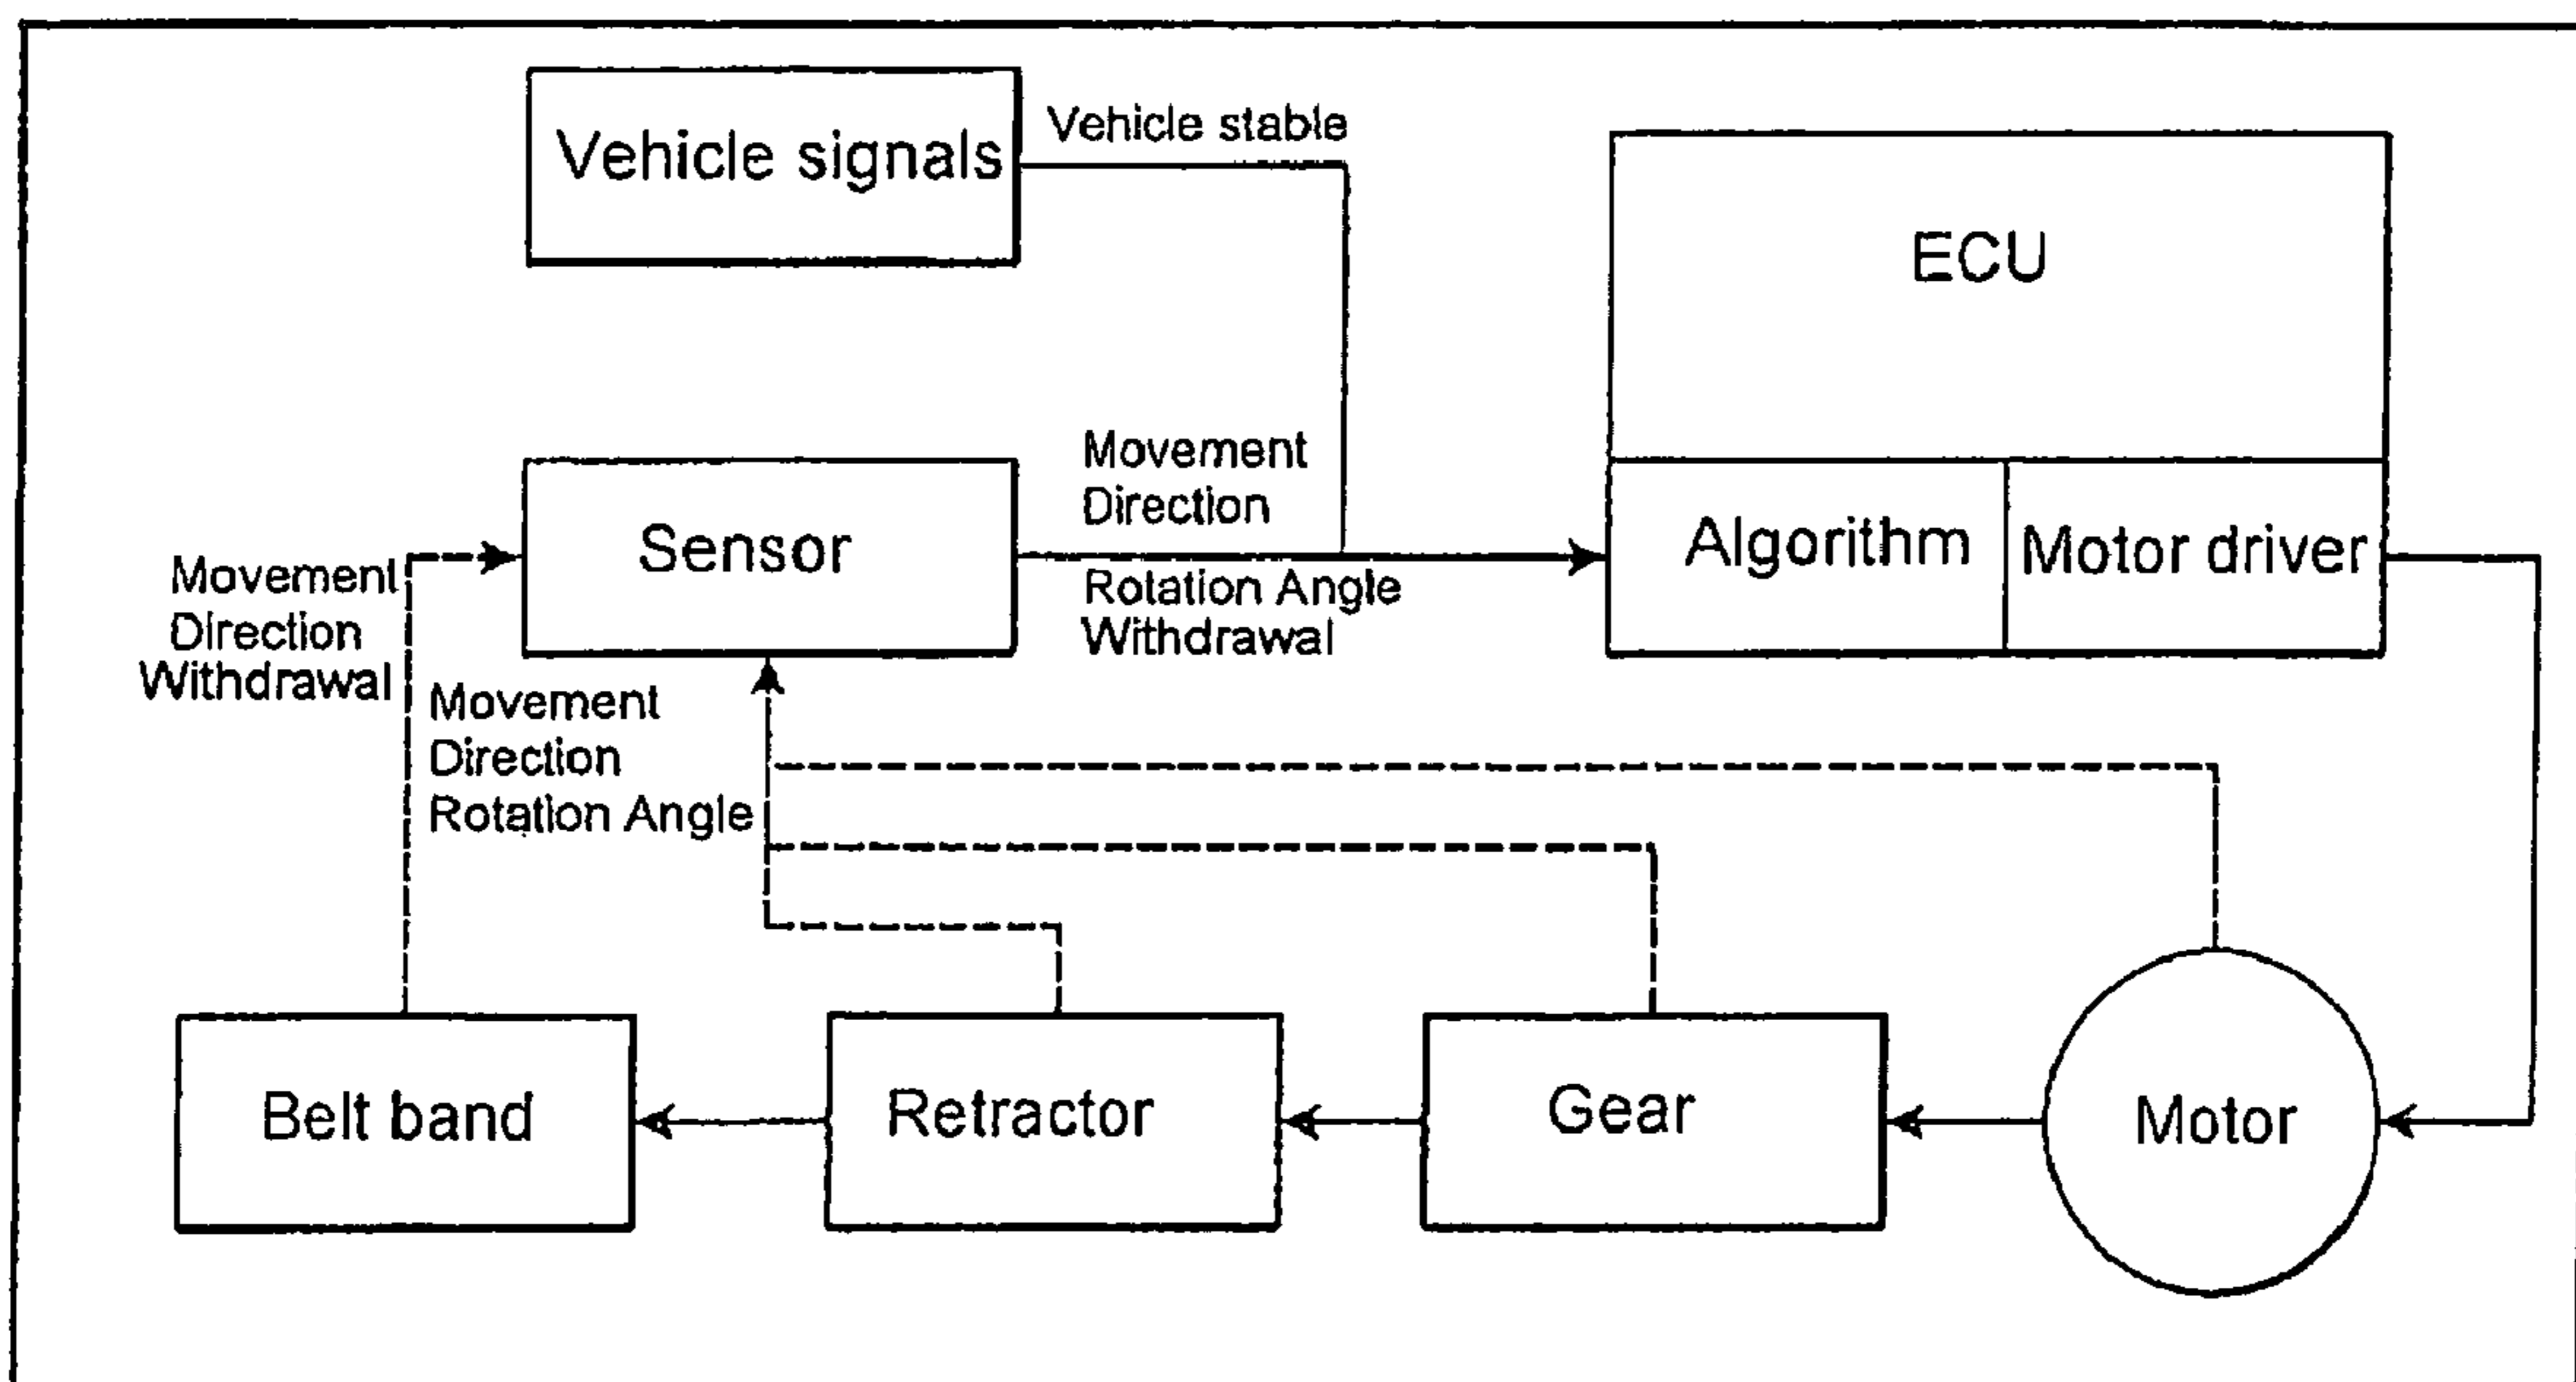 Vehicle signals
Vehicle stable
ECU
Movement
Direction
Sensor
Algorithm
Motor driver
Rotation Angle
Withdrawal
Movement
Direction
Withdrawal
Movement
Direction
Rotation Angle
Belt band
Retractor
Gear
Motor